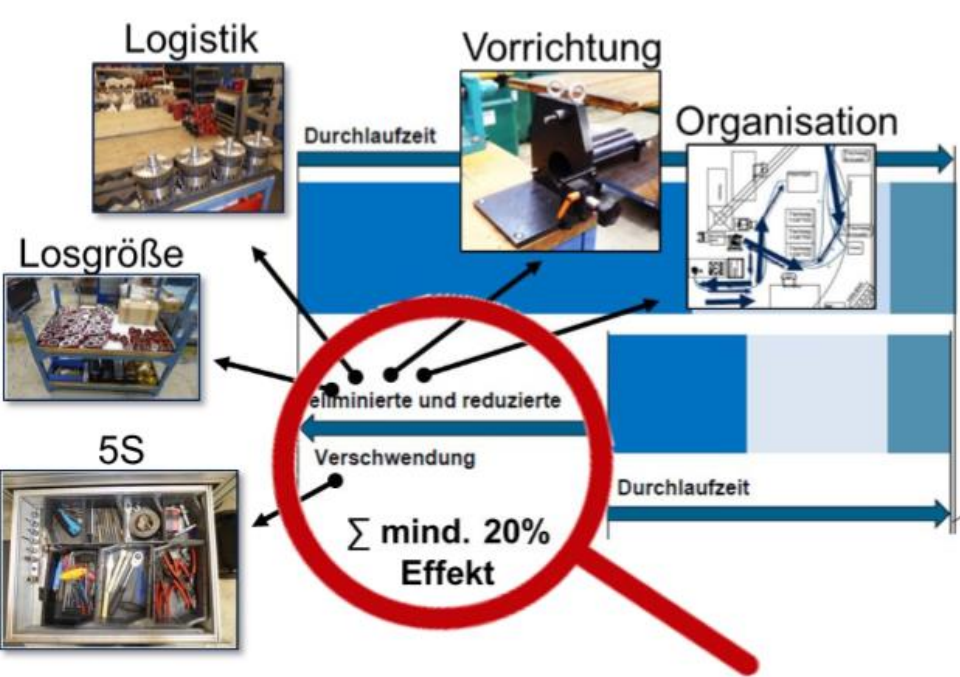 Logistik
Vorrichtung
Organisation
Durchlaufzeit
Losgröße
eliminierte und reduzierte
Verschwendung
5S
Durchlaufzeit
∑ mind. 20%
Effekt